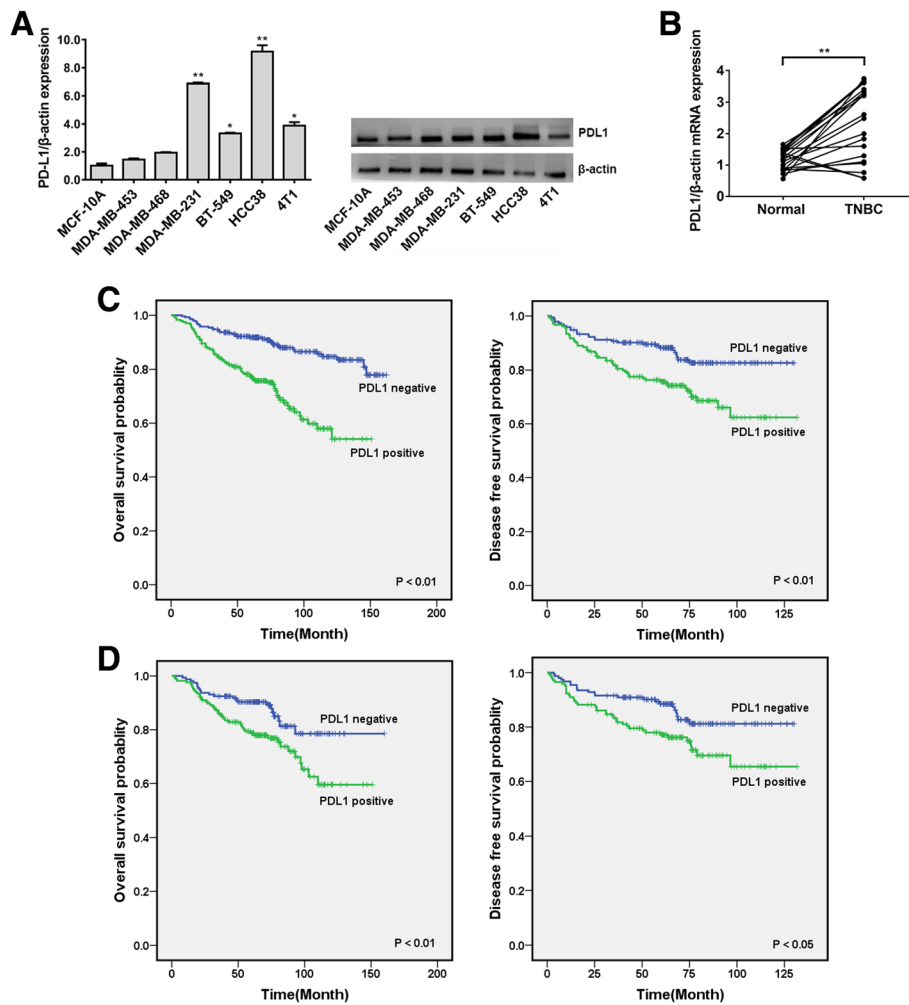 A
PD-L1/β-actin expression
10.0
8.0
6.0
4.0
2.0
0.0
**
*
**
*
MCF-10A
MDA-MB-453
MDA-MB-468
MDA-MB-231
BT-549
HCC38
4T1
PDL1
β-actin
MCF-10A
MDA-MB-453
MDA-MB-468
MDA-MB-231
BT-549
HCC38
4T1
B
PDL1/β-actin mRNA expression
**
4
3
2
1
0
Normal TNBC
C
Overall survival probablity
1.0
0.8
0.6
0.4
0.2
0.0
PDL1 negative
PDL1 positive
P < 0.01
0 50 100 150 200
Time(Month)
Disease free survival probablity
1.0
0.8
0.6
0.4
0.2
0.0
PDL1 negative
PDL1 positive
P < 0.01
0 25 50 75 100 125
Time(Month)
D
Overall survival probablity
1.0
0.8
0.6
0.4
0.2
0.0
PDL1 negative
PDL1 positive
P < 0.01
0 50 100 150 200
Time(Month)
Disease free survival probablity
1.0
0.8
0.6
0.4
0.2
0.0
PDL1 negative
PDL1 positive
P < 0.05
0 25 50 75 100 125
Time(Month)